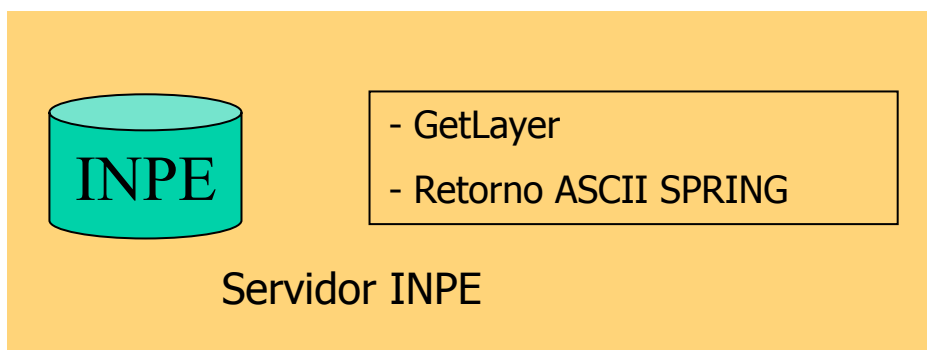 INPE
- GetLayer
- Retorno ASCII SPRING
Servidor INPE